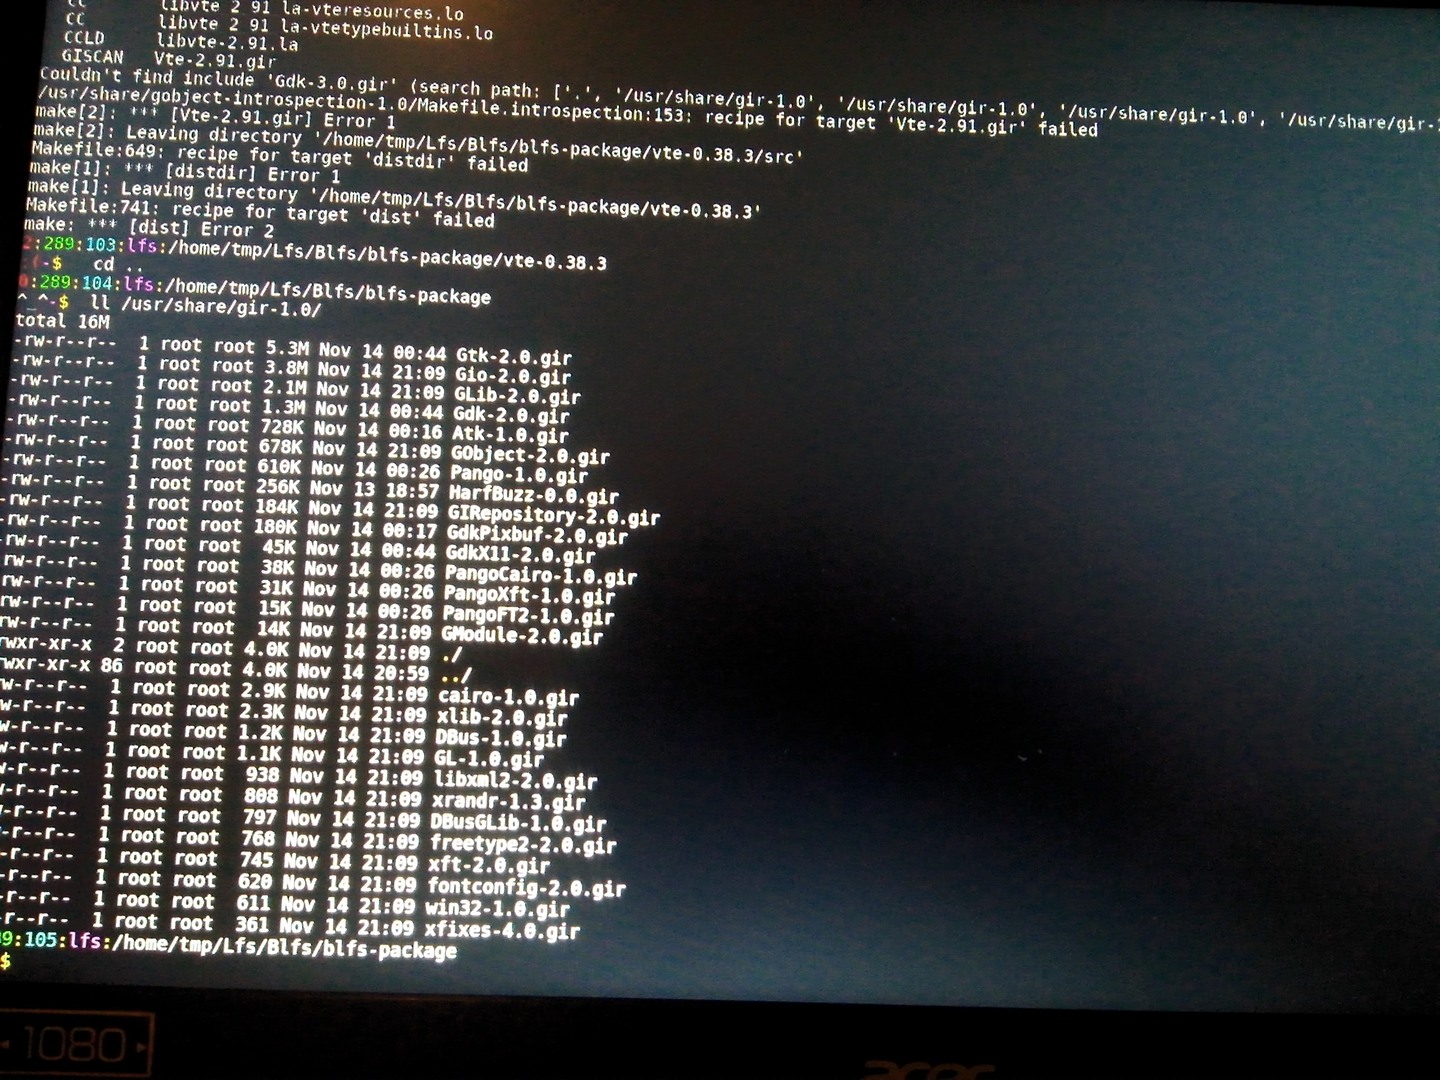 CC libvte 2 91 la-vteresources.lo
CC libvte 2 91 la-vtetypebuiltins.lo
CCLD libvte-2.91.la
GISCAN Vte-2.91.gir
Couldn't find include 'Gdk-3.0.gir' (search path: ['.', '/usr/share/gir-1.0', '/usr/share/gir-1.0', '/usr/share/gir-1.0', '/usr/share/gir-
/usr/share/gobject-introspection-1.0/Makefile.introspection:153: recipe for target 'Vte-2.91.gir' failed
make[2]: *** [Vte-2.91.gir] Error 1
make[2]: Leaving directory '/home/tmp/Lfs/Blfs/blfs-package/vte-0.38.3/src'
Makefile:649: recipe for target 'distdir' failed
make[1]: *** [distdir] Error 1
make[1]: Leaving directory '/home/tmp/Lfs/Blfs/blfs-package/vte-0.38.3'
Makefile:741: recipe for target 'dist' failed
make: *** [dist] Error 2
2:289:103:lfs:/home/tmp/Lfs/Blfs/blfs-package/vte-0.38.3
-$ cd ..
0:289:104:lfs:/home/tmp/Lfs/Blfs/blfs-package
^_^-$ ll /usr/share/gir-1.0/
total 16M
-rw-r--r-- 1 root root 5.3M Nov 14 00:44 Gtk-2.0.gir
-rw-r--r-- 1 root root 3.8M Nov 14 21:09 Gio-2.0.gir
-rw-r--r-- 1 root root 2.1M Nov 14 21:09 GLib-2.0.gir
-rw-r--r-- 1 root root 1.3M Nov 14 00:44 Gdk-2.0.gir
-rw-r--r-- 1 root root 728K Nov 14 00:16 Atk-1.0.gir
-rw-r--r-- 1 root root 678K Nov 14 21:09 GObject-2.0.gir
-rw-r--r-- 1 root root 610K Nov 14 00:26 Pango-1.0.gir
-rw-r--r-- 1 root root 256K Nov 13 18:57 HarfBuzz-0.0.gir
-rw-r--r-- 1 root root 184K Nov 14 21:09 GIRepository-2.0.gir
-rw-r--r-- 1 root root 180K Nov 14 00:17 GdkPixbuf-2.0.gir
-rw-r--r-- 1 root root 45K Nov 14 00:44 GdkX11-2.0.gir
rw-r--r-- 1 root root 38K Nov 14 00:26 PangoCairo-1.0.gir
rw-r--r-- 1 root root 31K Nov 14 00:26 PangoXft-1.0.gir
rw-r--r-- 1 root root 15K Nov 14 00:26 PangoFT2-1.0.gir
rw-r--r-- 1 root root 14K Nov 14 21:09 GModule-2.0.gir
rwxr-xr-x 2 root root 4.0K Nov 14 21:09 ./
rwxr-xr-x 86 root root 4.0K Nov 14 20:59 ../
w-r--r-- 1 root root 2.9K Nov 14 21:09 cairo-1.0.gir
w-r--r-- 1 root root 2.3K Nov 14 21:09 xlib-2.0.gir
w-r--r-- 1 root root 1.2K Nov 14 21:09 DBus-1.0.gir
w-r--r-- 1 root root 1.1K Nov 14 21:09 GL-1.0.gir
-r--r-- 1 root root 938 Nov 14 21:09 libxml2-2.0.gir
-r--r-- 1 root root 808 Nov 14 21:09 xrandr-1.3.gir
-r--r-- 1 root root 797 Nov 14 21:09 DBusGLib-1.0.gir
-r--r-- 1 root root 768 Nov 14 21:09 freetype2-2.0.gir
-r--r-- 1 root root 745 Nov 14 21:09 xft-2.0.gir
-r--r-- 1 root root 620 Nov 14 21:09 fontconfig-2.0.gir
-r--r-- 1 root root 611 Nov 14 21:09 win32-1.0.gir
-r--r-- 1 root root 361 Nov 14 21:09 xfixes-4.0.gir
9:105:lfs:/home/tmp/Lfs/Blfs/blfs-package
$
1080
acer